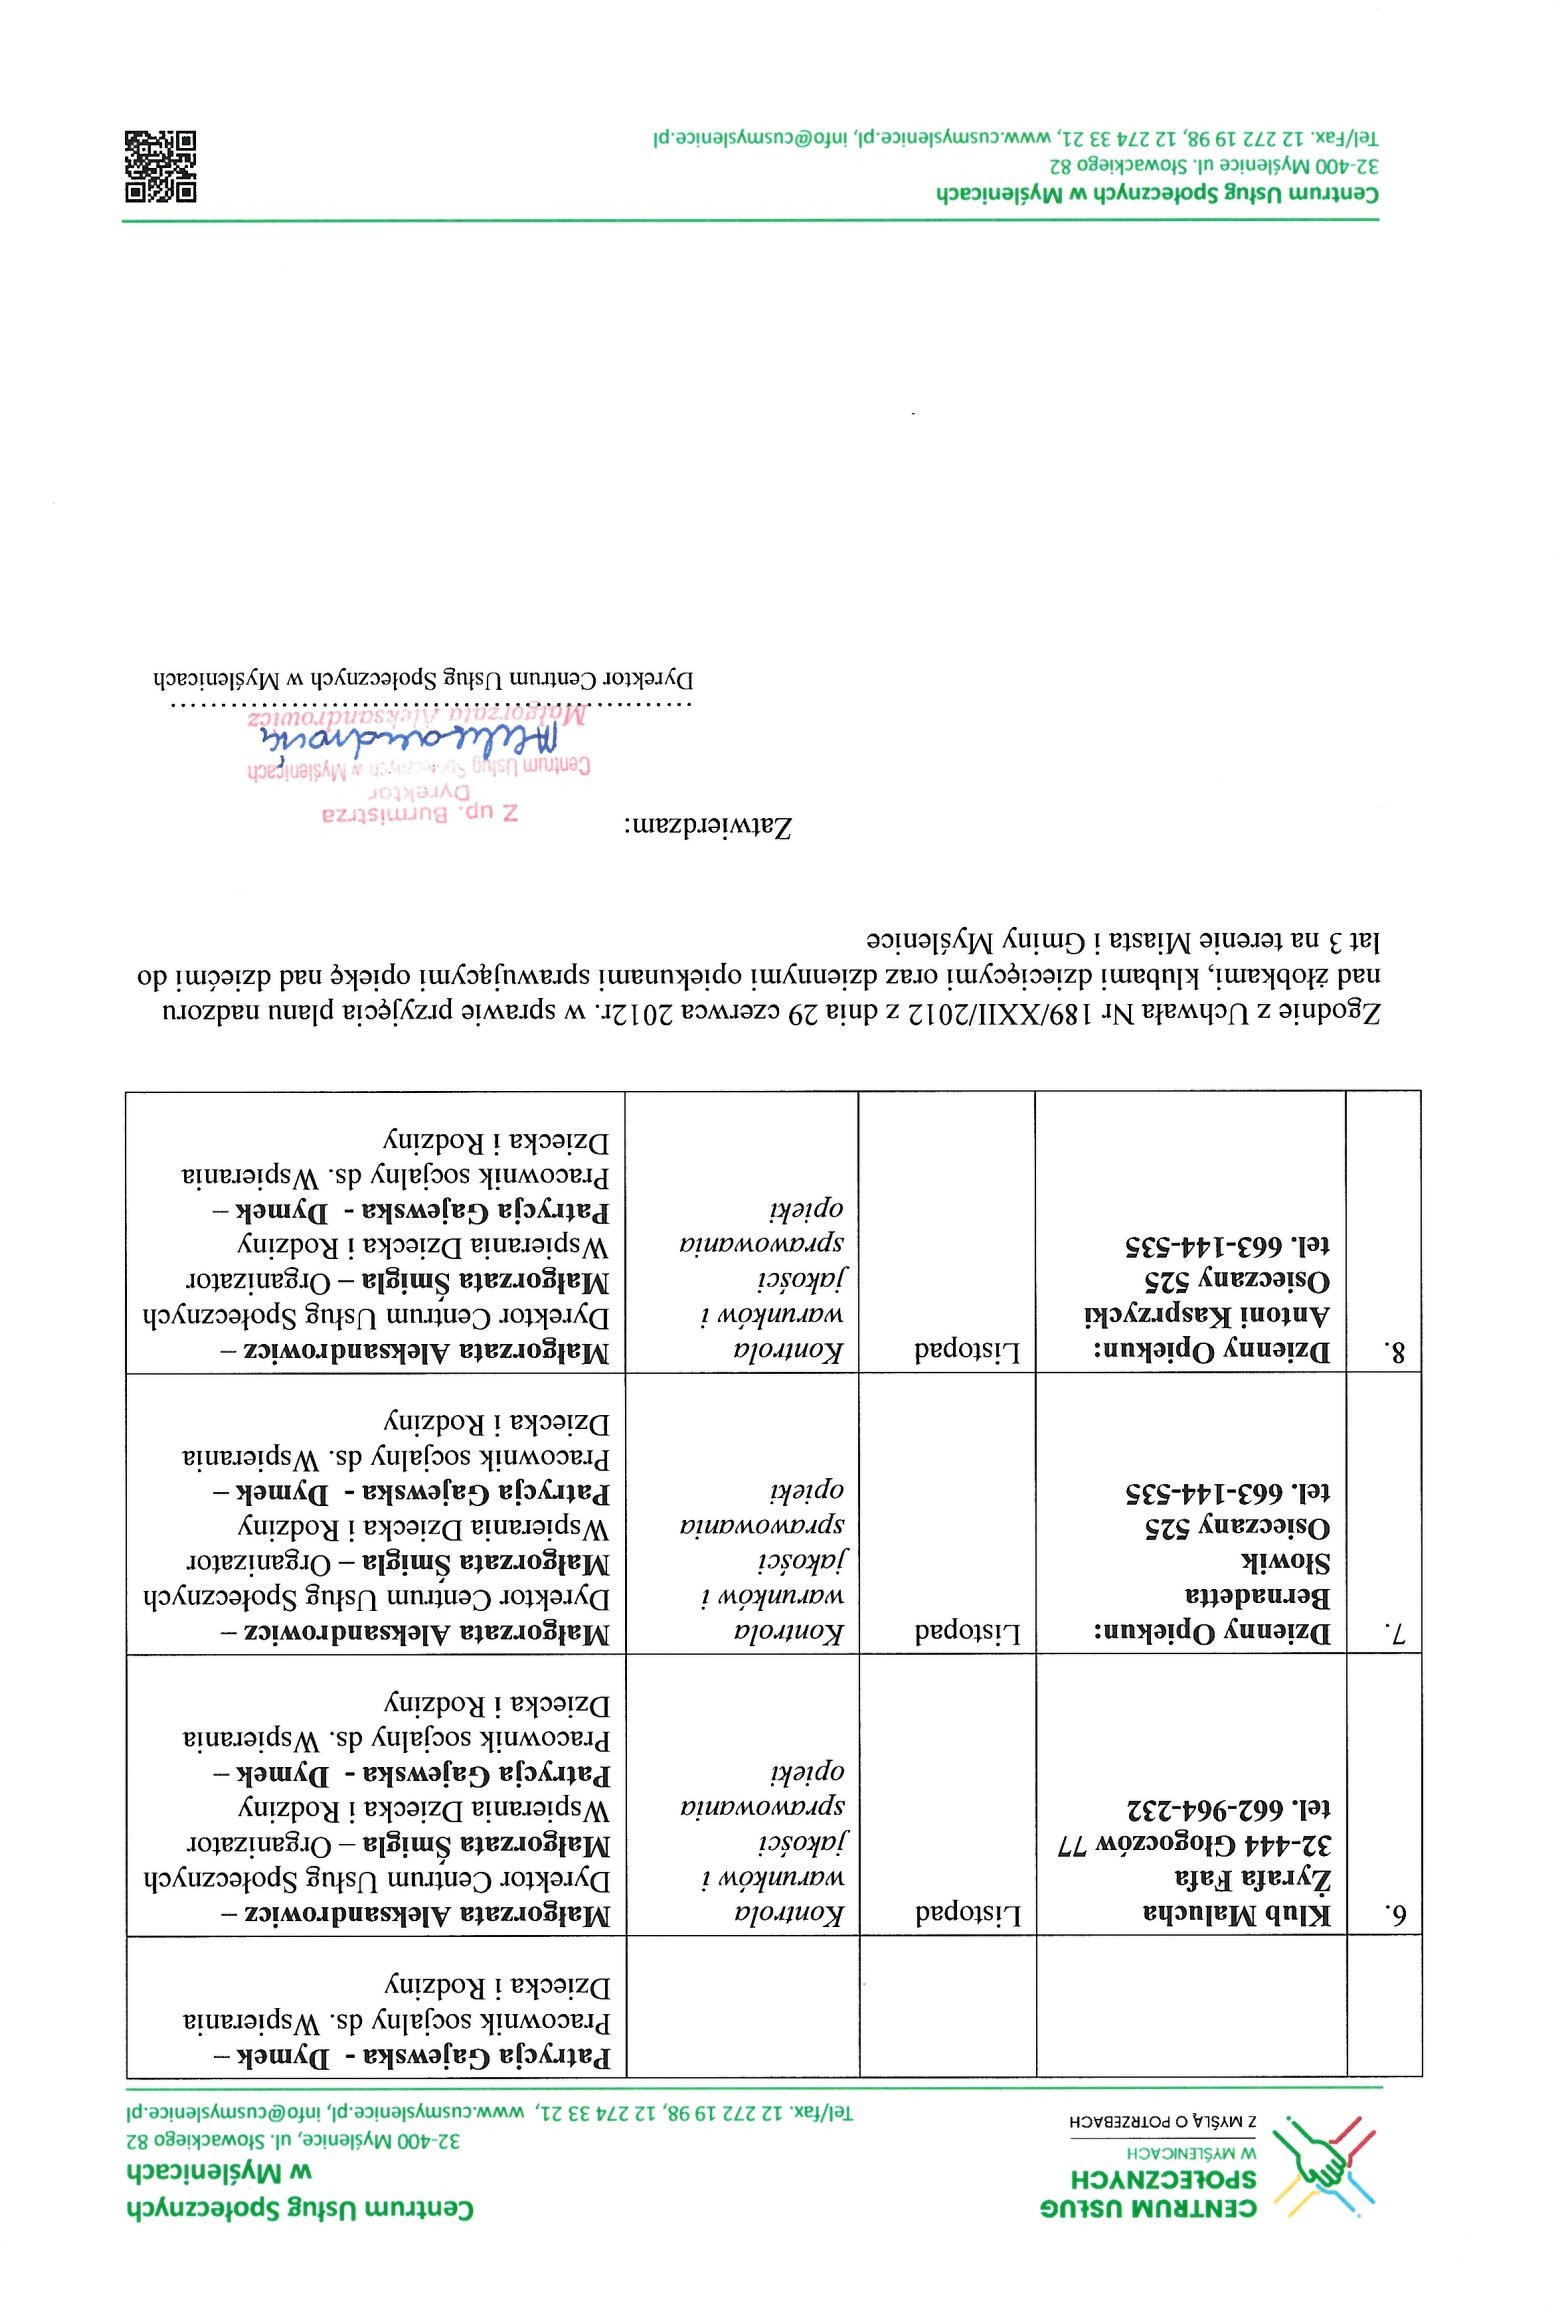 CENTRUM USŁUG
SPOŁECZNYCH
W MYŚLENICACH
Z MYŚLĄ O POTRZEBACH
Centrum Usług Społecznych
w Myślenicach
32-400 Myślenice, ul. Słowackiego 82
Tel/fax. 12 272 19 98, 12 274 33 21, www.cusmyslenice.pl, info@cusmyslenice.pl
Patrycja Gajewska - Dymek –
Pracownik socjalny ds. Wspierania
Dziecka i Rodziny
6.
Klub Malucha
Żyrafa Fafa
32-444 Głogoczów 77
tel. 662-964-232
Listopad
Kontrola
warunków i
jakości
sprawowania
opieki
Małgorzata Aleksandrowicz –
Dyrektor Centrum Usług Społecznych
Małgorzata Śmigla – Organizator
Wspierania Dziecka i Rodziny
Patrycja Gajewska - Dymek –
Pracownik socjalny ds. Wspierania
Dziecka i Rodziny
7.
Dzienny Opiekun:
Bernadetta
Słowik
Osieczany 525
tel. 663-144-535
Listopad
Kontrola
warunków i
jakości
sprawowania
opieki
Małgorzata Aleksandrowicz –
Dyrektor Centrum Usług Społecznych
Małgorzata Śmigla – Organizator
Wspierania Dziecka i Rodziny
Patrycja Gajewska - Dymek –
Pracownik socjalny ds. Wspierania
Dziecka i Rodziny
8.
Dzienny Opiekun:
Antoni Kasprzycki
Osieczany 525
tel. 663-144-535
Listopad
Kontrola
warunków i
jakości
sprawowania
opieki
Małgorzata Aleksandrowicz –
Dyrektor Centrum Usług Społecznych
Małgorzata Śmigla – Organizator
Wspierania Dziecka i Rodziny
Patrycja Gajewska - Dymek –
Pracownik socjalny ds. Wspierania
Dziecka i Rodziny
Zgodnie z Uchwała Nr 189/XXII/2012 z dnia 29 czerwca 2012r. w sprawie przyjęcia planu nadzoru
nad żłobkami, klubami dziecięcymi oraz dziennymi opiekunami sprawującymi opiekę nad dziećmi do
lat 3 na terenie Miasta i Gminy Myślenice
Zatwierdzam:
Z up. Burmistrza
Dyrektor
Centrum Usług Społecznych w Myślenicach
Małgorzata Aleksandrowicz
Dyrektor Centrum Usług Społecznych w Myślenicach
Centrum Usług Społecznych w Myślenicach
32-400 Myślenice ul. Słowackiego 82
Tel/Fax. 12 272 19 98, 12 274 33 21, www.cusmyslenice.pl, info@cusmyslenice.pl